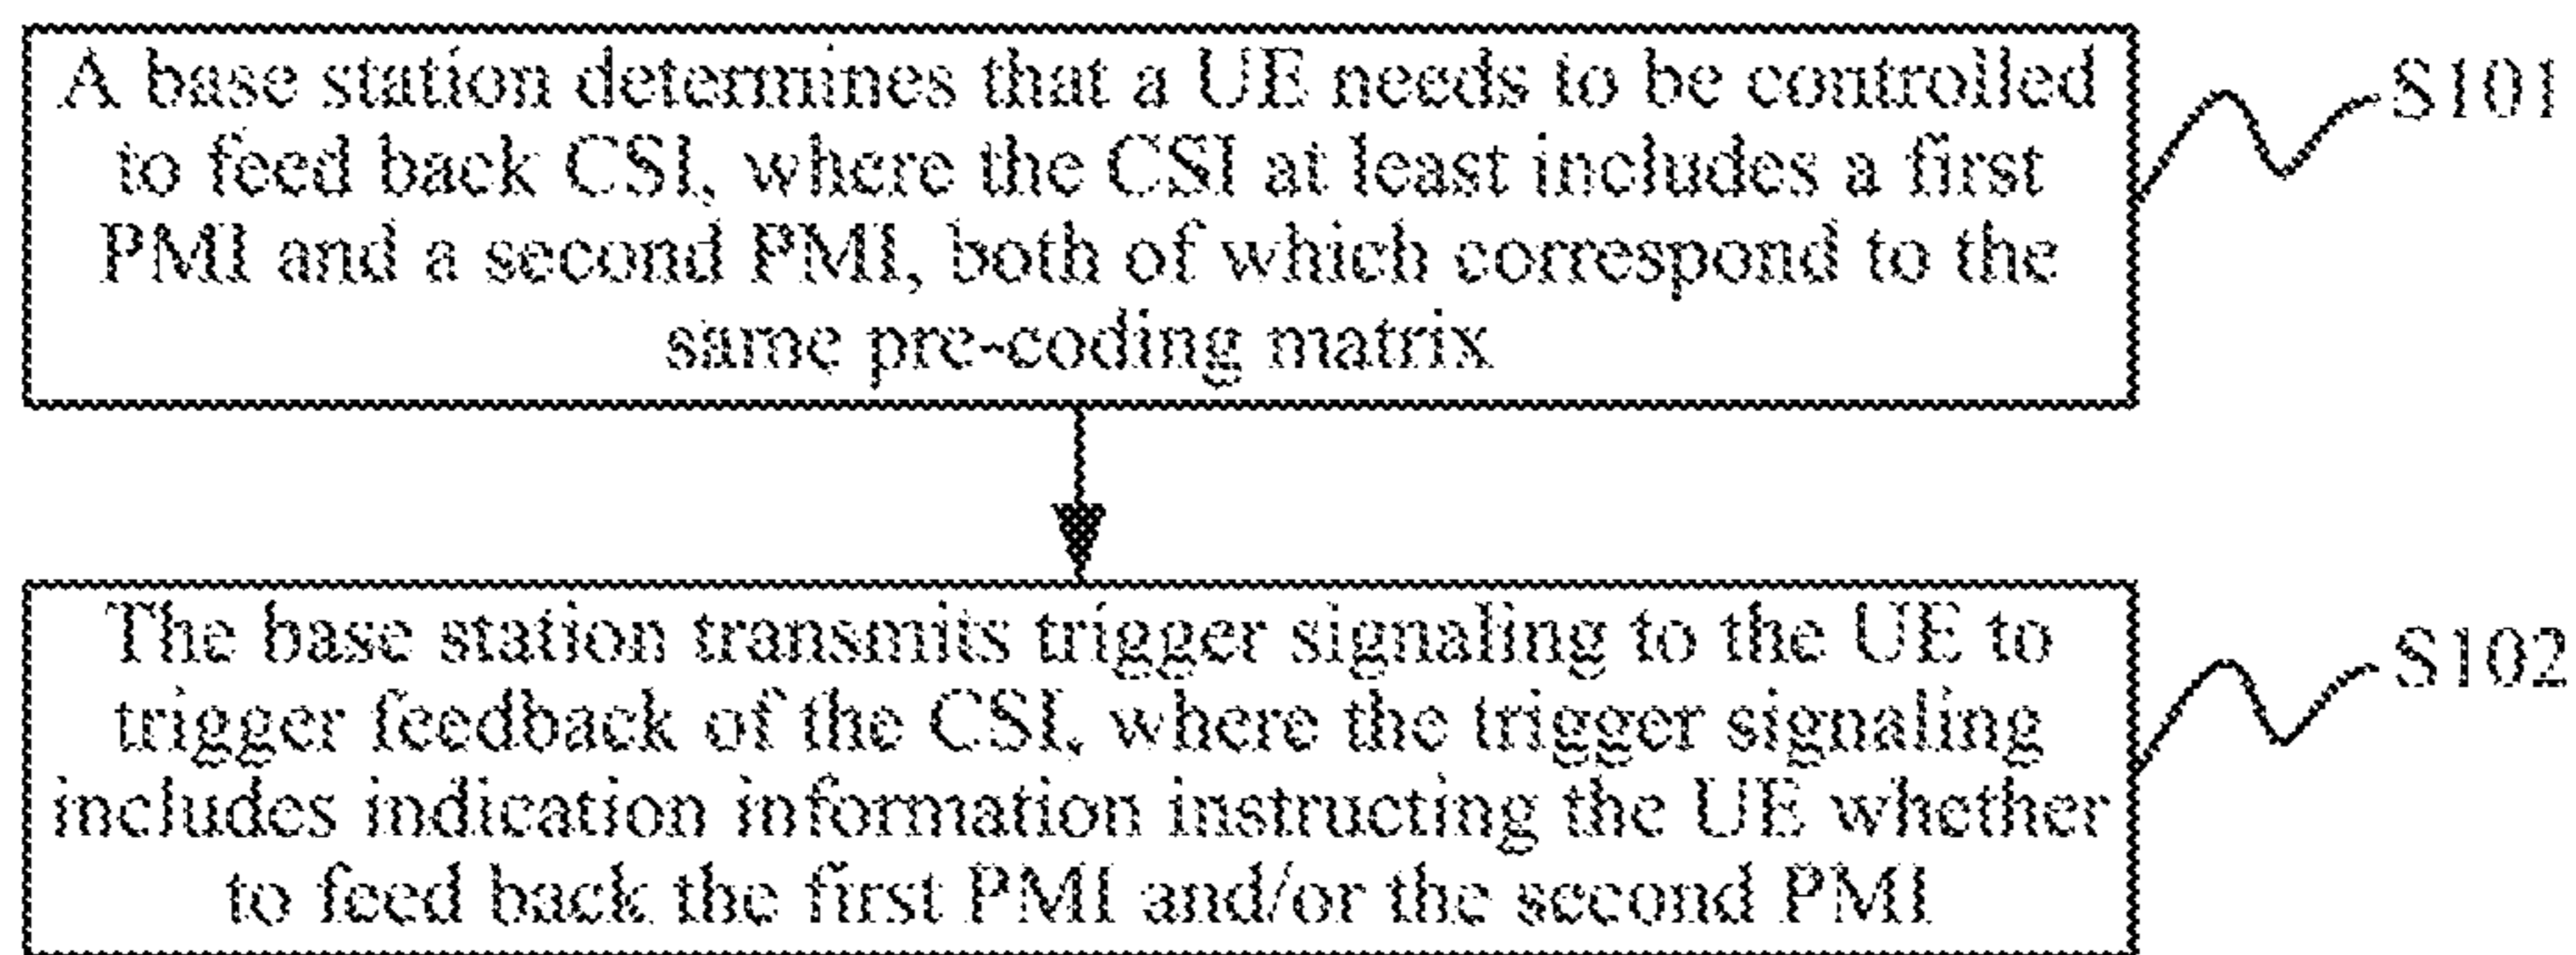 A base station determines that a UE needs to be controlled
to feed back CSI, where the CSI at least includes a first
PMI and a second PMI, both of which correspond to the
same pre-coding matrix
S101
The base station transmits trigger signaling to the UE to
trigger feedback of the CSI, where the trigger signaling
includes indication information instructing the UE whether
to feed back the first PMI and/or the second PMI
S102